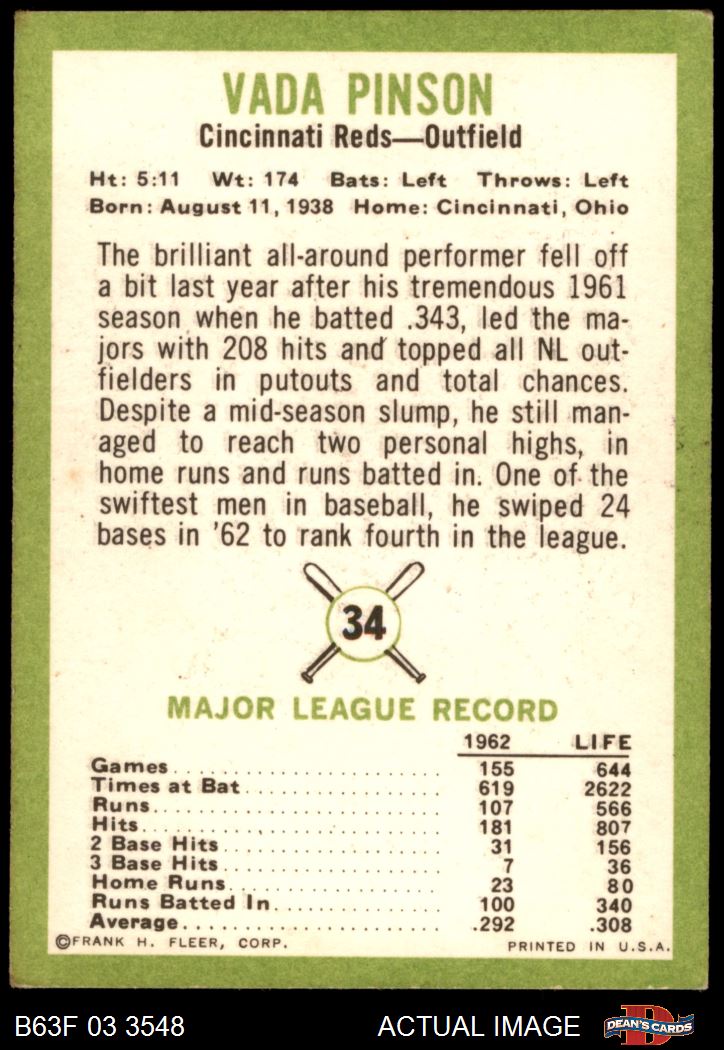 VADA PINSON
Cincinnati Reds—Outfield
Ht: 5:11 Wt: 174 Bats: Left Throws: Left
Born: August 11, 1938 Home: Cincinnati, Ohio
The brilliant all-around performer fell off
a bit last year after his tremendous 1961
season when he batted .343, led the ma-
jors with 208 hits and topped all NL out-
fielders in putouts and total chances.
Despite a mid-season slump, he still man-
aged to reach two personal highs, in
home runs and runs batted in. One of the
swiftest men in baseball, he swiped 24
bases in '62 to rank fourth in the league.
34
MAJOR LEAGUE RECORD
1962 LIFE
Games 155 644
Times at Bat 619 2622
Runs 107 566
Hits 181 807
2 Base Hits 31 156
3 Base Hits 7 36
Home Runs 23 80
Runs Batted In 100 340
Average .292 .308
©FRANK H. FLEER, CORP. PRINTED IN U.S.A.
B63F 03 3548 ACTUAL IMAGE DEAN'S CARDS